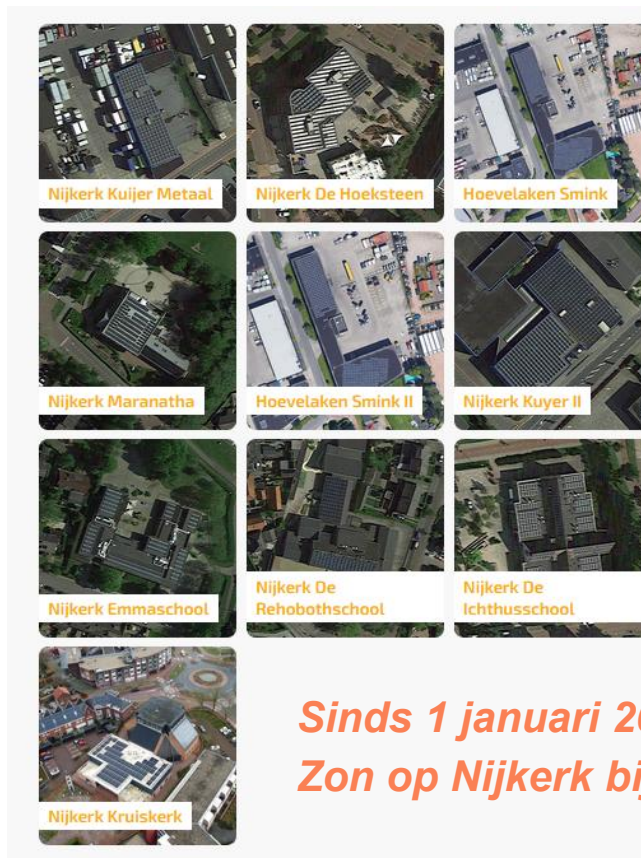 Nijkerk Kuijer Metaal
Nijkerk De Hoeksteen
Hoevelaken Smink
Nijkerk Maranatha
Hoevelaken Smink II
Nijkerk Kuyer II
Nijkerk Emmaschool
Nijkerk De
Rehobothschool
Nijkerk De
Ichthusschool
Nijkerk Kruiskerk
Sinds 1 januari
Zon op Nijkerk